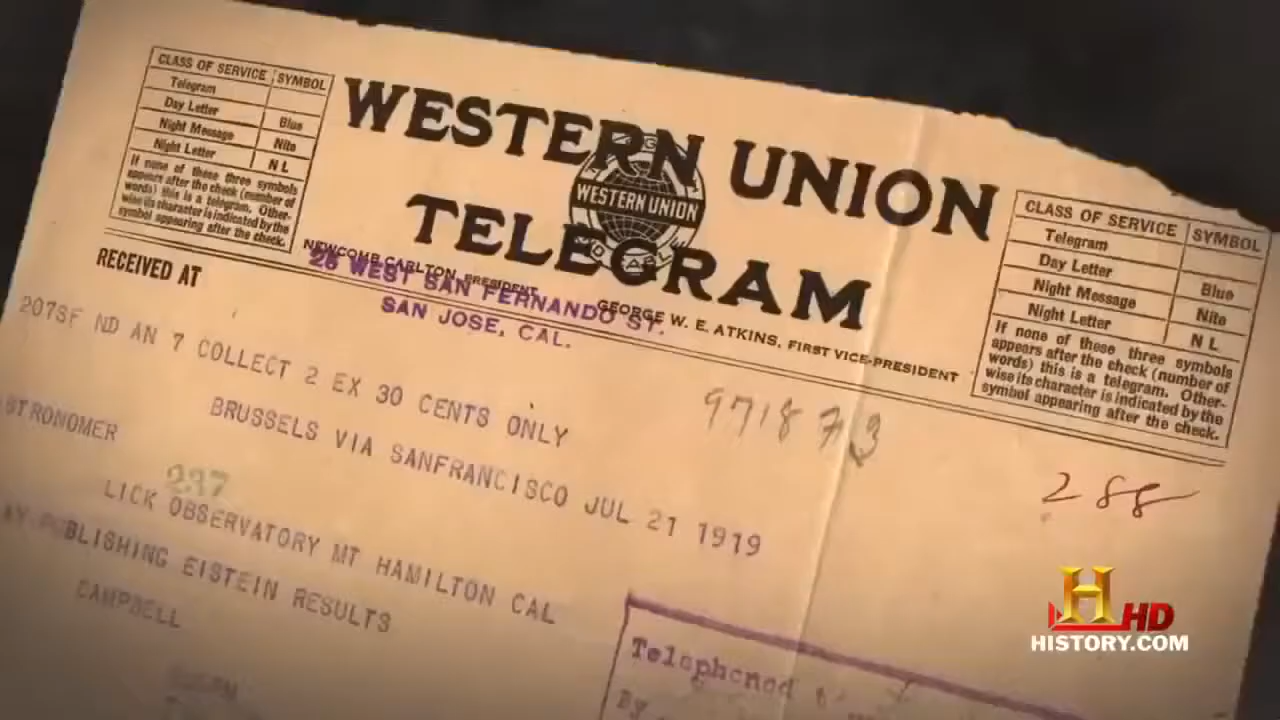 CLASS OF SERVICE SYMBOL
Telegram
Day Letter Blue
Night Message Nite
Night Letter N L
If none of these three symbols
appears after the check (number of
words) this is a telegram. Other-
wise its character is indicated by the
symbol appearing after the check.
WESTERN UNION
WESTERN UNION
TELEGRAM
NEWCOMB CARLTON, PRESIDENT
GEORGE W. E. ATKINS, FIRST VICE-PRESIDENT
CLASS OF SERVICE SYMBOL
Telegram
Day Letter Blue
Night Message Nite
Night Letter N L
If none of these three symbols
appears after the check (number of
words) this is a telegram. Other-
wise its character is indicated by the
symbol appearing after the check.
RECEIVED AT
26 WEST SAN FERNANDO ST.
SAN JOSE, CAL.
207SF ND AN 7 COLLECT 2 EX 30 CENTS ONLY
971873
BRUSSELS VIA SANFRANCISCO JUL 21 1919
288
STRONOMER
237
LICK OBSERVATORY MT HAMILTON CAL
PUBLISHING EISTEIN RESULTS
CAMPBELL
Telephoned
By
H HD
HISTORY.COM